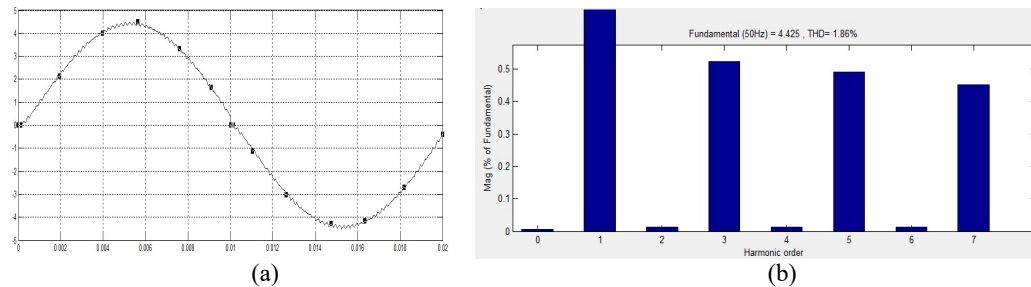 5
4
3
2
1
0
-1
-2
-3
-4
-5
0 0.002 0.004 0.006 0.008 0.01 0.012 0.014 0.016 0.018 0.02
(a)
Fundamental (50Hz) = 4.425 , THD= 1.86%
Mag (% of Fundamental)
0.5
0.4
0.3
0.2
0.1
0
0 1 2 3 4 5 6 7
Harmonic order
(b)